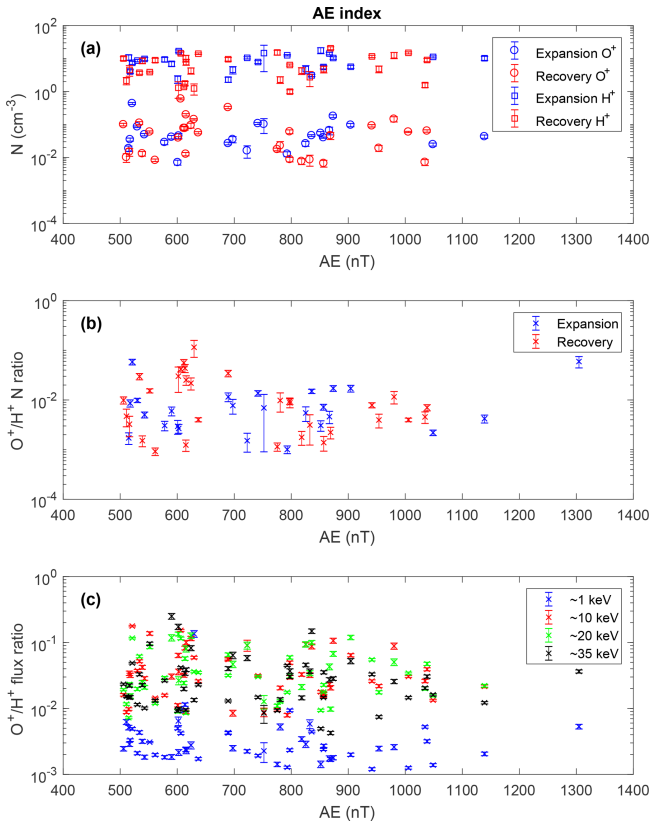 AE index
(a)
10^2
10^0
10^-2
10^-4
N (cm^-3)
Expansion O^+
Recovery O^+
Expansion H^+
Recovery H^+
400 500 600 700 800 900 1000 1100 1200 1300 1400
AE (nT)
(b)
10^0
10^-2
10^-4
O^+/H^+ N ratio
Expansion
Recovery
400 500 600 700 800 900 1000 1100 1200 1300 1400
AE (nT)
(c)
10^0
10^-1
10^-2
10^-3
O^+/H^+ flux ratio
~1 keV
~10 keV
~20 keV
~35 keV
400 500 600 700 800 900 1000 1100 1200 1300 1400
AE (nT)